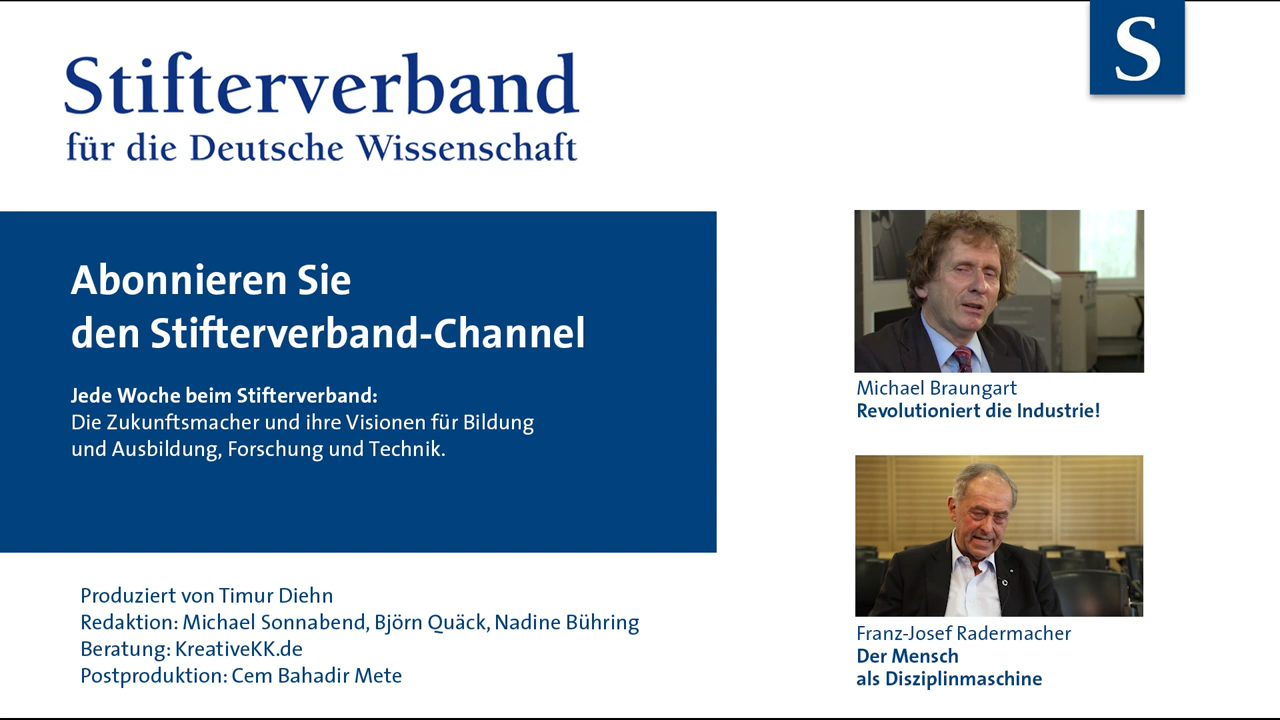 S
Stifterverband
für die Deutsche Wissenschaft
Abonnieren Sie
den Stifterverband-Channel
Jede Woche beim Stifterverband:
Die Zukunftsmacher und ihre Visionen für Bildung
und Ausbildung, Forschung und Technik.
Produziert von Timur Diehn
Redaktion: Michael Sonnabend, Björn Quäck, Nadine Bühring
Beratung: KreativeKK.de
Postproduktion: Cem Bahadir Mete
Michael Braungart
Revolutioniert die Industrie!
Franz-Josef Radermacher
Der Mensch
als Disziplinmaschine